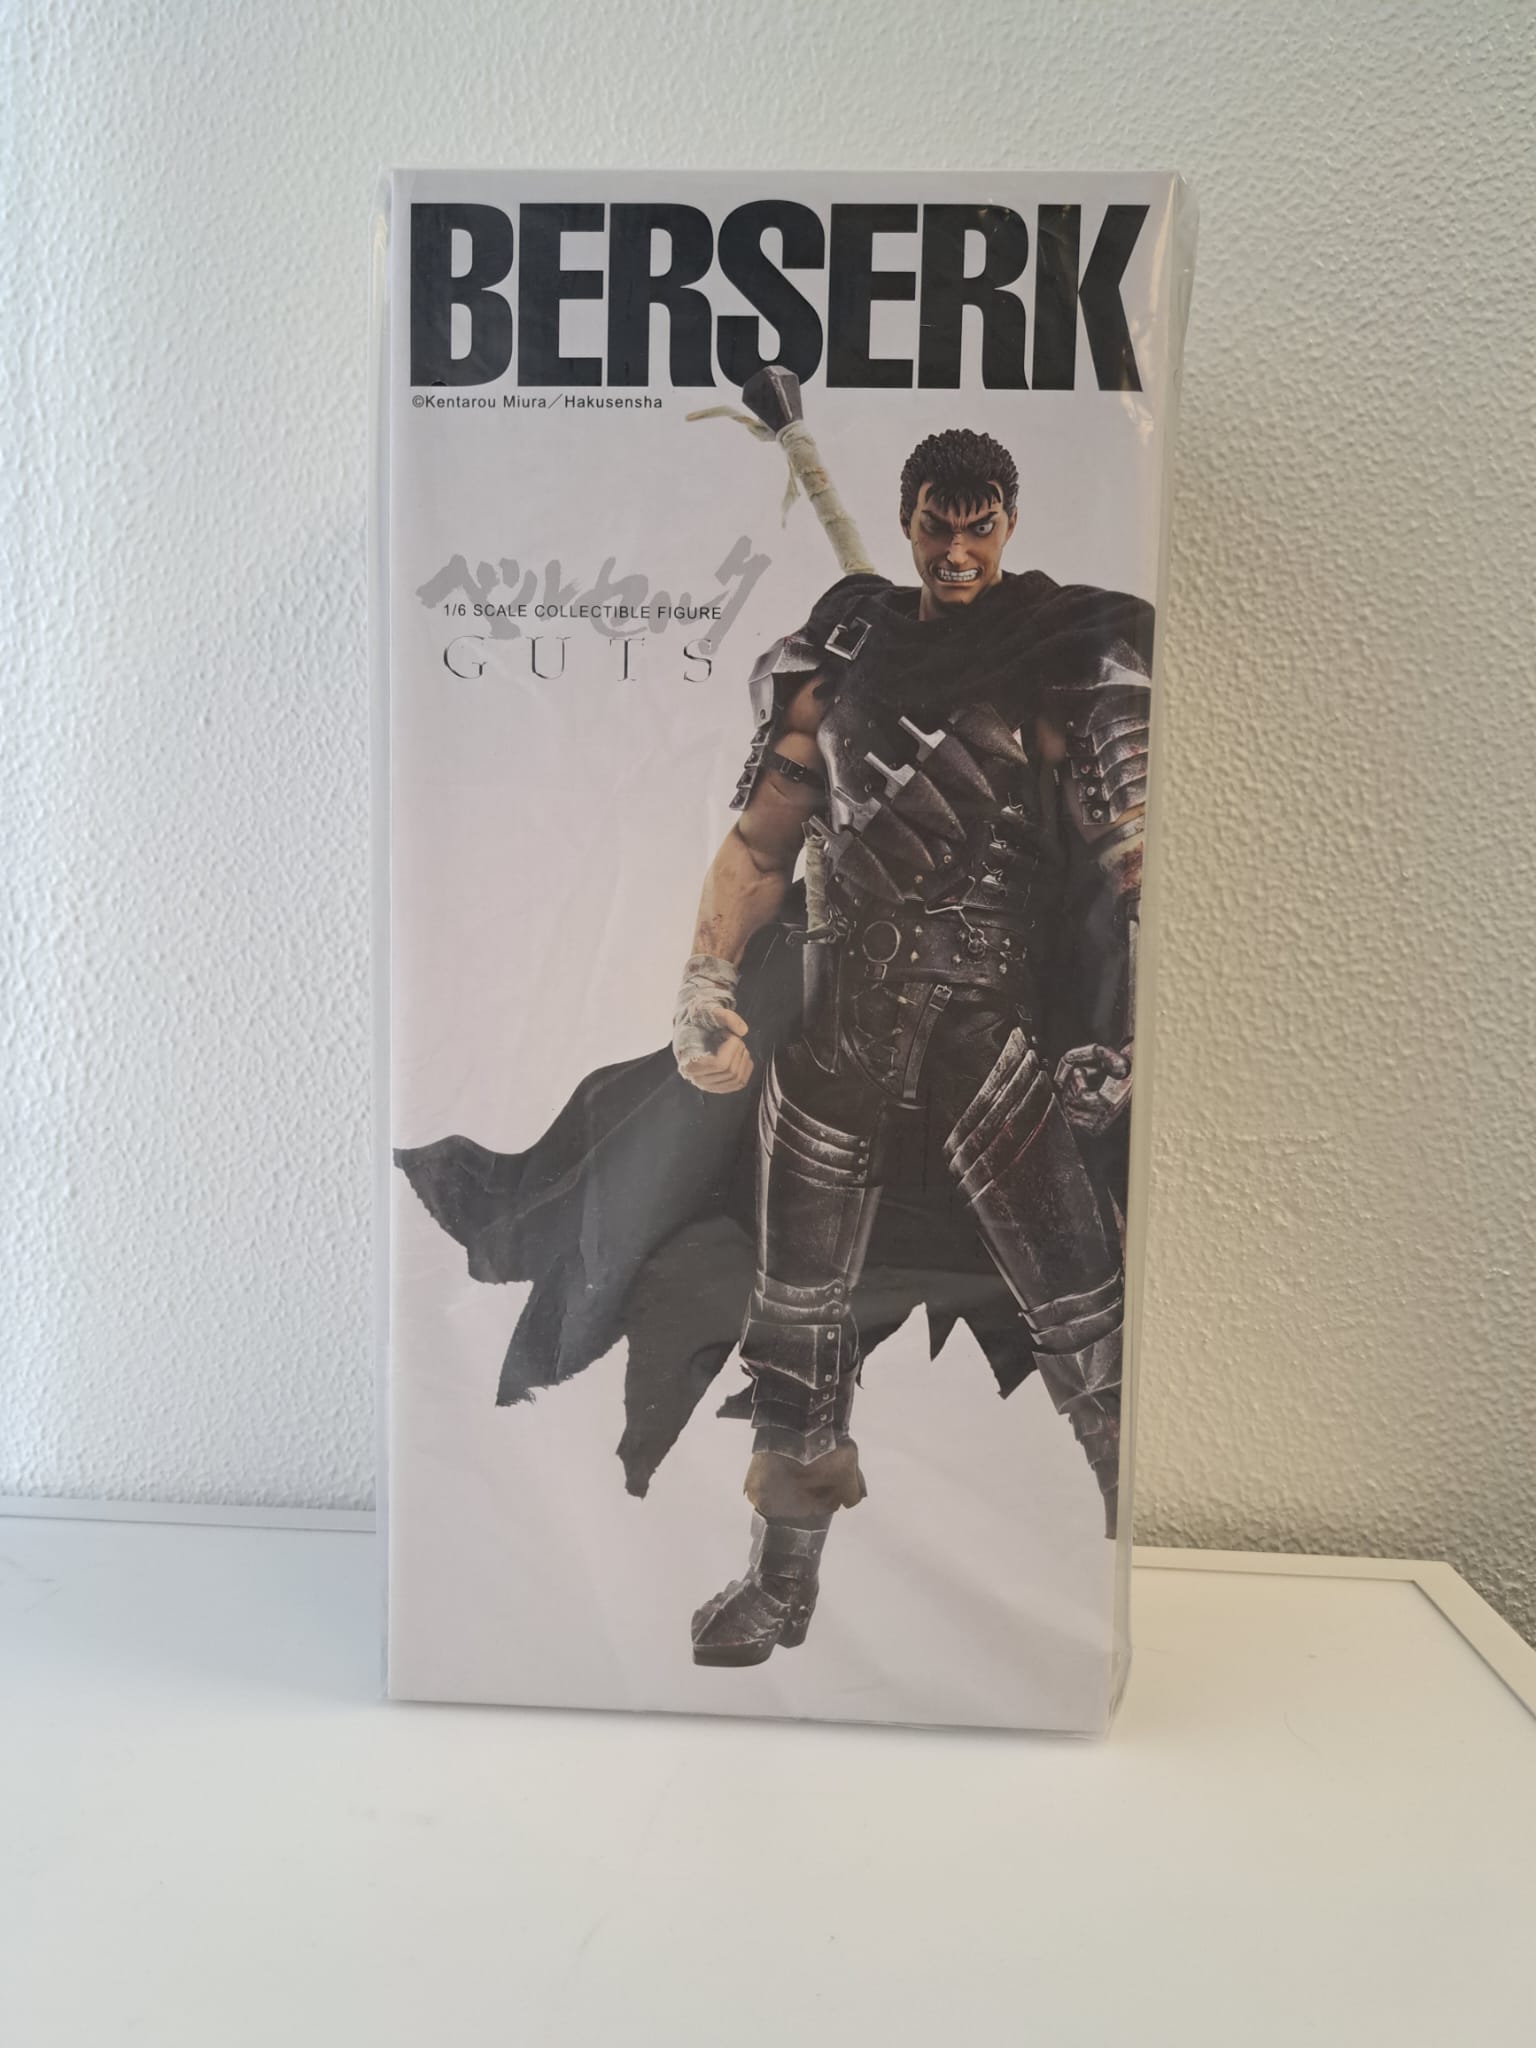 BERSERK
©Kentarou Miura／Hakusensha
ベルセルク
1/6 SCALE COLLECTIBLE FIGURE
GUTS